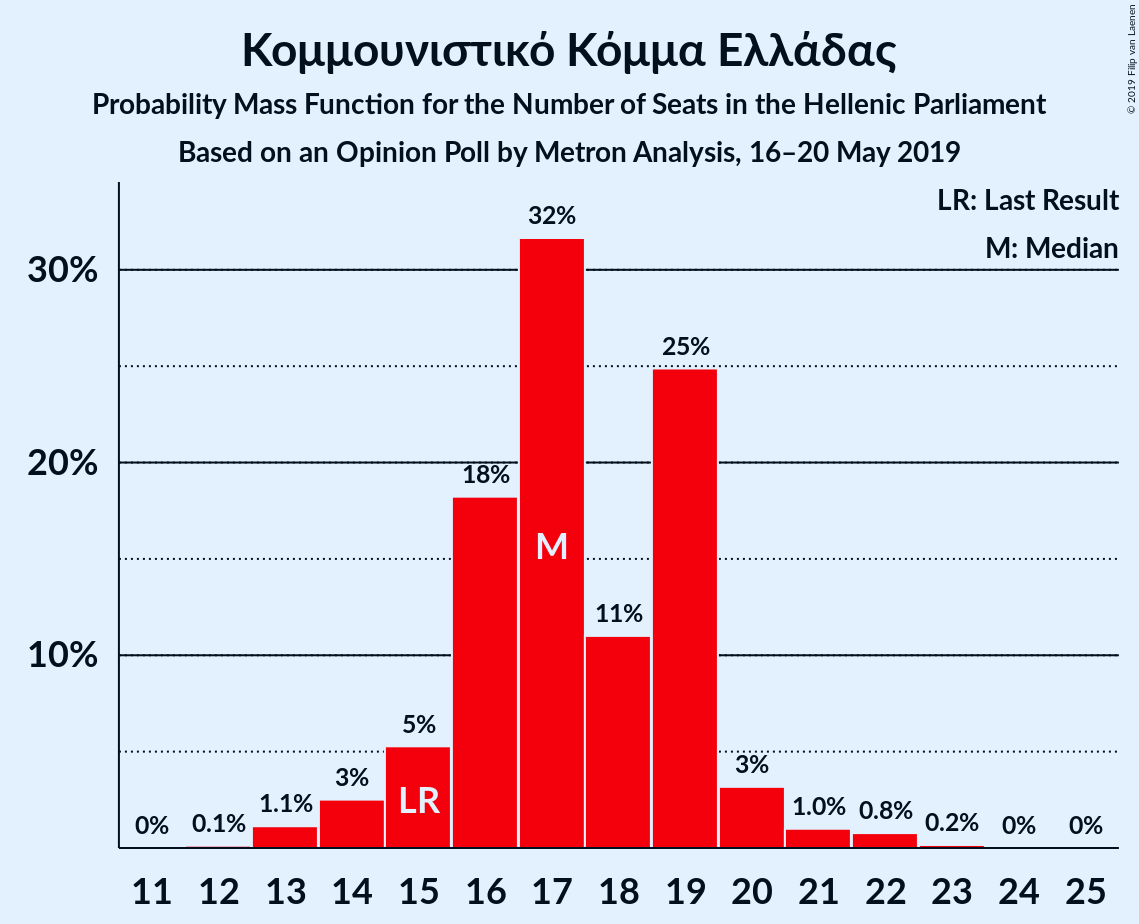 Κομμουνιστικό Κόμμα Ελλάδας
Probability Mass Function for the Number of Seats in the Hellenic Parliament
Based on an Opinion Poll by Metron Analysis, 16–20 May 2019
© 2019 Filip van Laenen
LR: Last Result
M: Median
32%
30%
25%
20%
18%
M
11%
10%
5%
3%
LR
3%
1.1%
1.0%
0.8%
0.2%
0%
0.1%
0%
0%
11 12 13 14 15 16 17 18 19 20 21 22 23 24 25